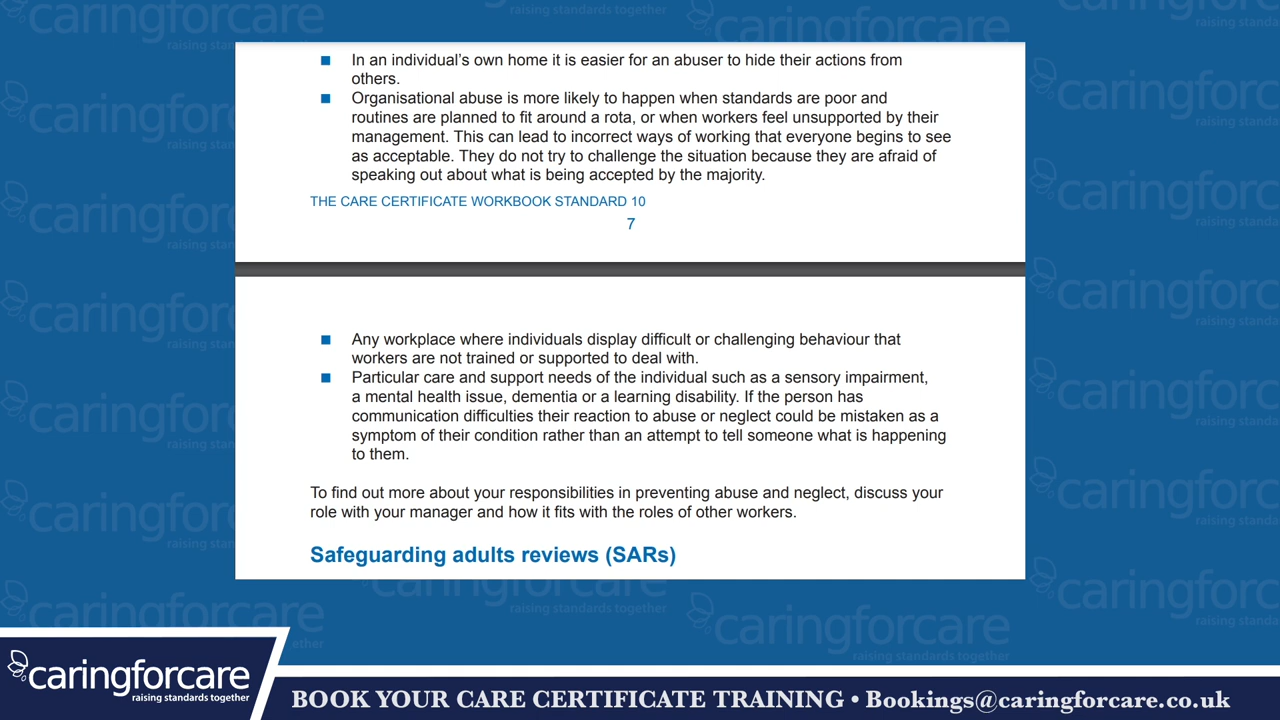 In an individual's own home it is easier for an abuser to hide their actions from
others.
Organisational abuse is more likely to happen when standards are poor and
routines are planned to fit around a rota, or when workers feel unsupported by their
management. This can lead to incorrect ways of working that everyone begins to see
as acceptable. They do not try to challenge the situation because they are afraid of
speaking out about what is being accepted by the majority.
THE CARE CERTIFICATE WORKBOOK STANDARD 10
7
Any workplace where individuals display difficult or challenging behaviour that
workers are not trained or supported to deal with.
Particular care and support needs of the individual such as a sensory impairment,
a mental health issue, dementia or a learning disability. If the person has
communication difficulties their reaction to abuse or neglect could be mistaken as a
symptom of their condition rather than an attempt to tell someone what is happening
to them.
To find out more about your responsibilities in preventing abuse and neglect, discuss your
role with your manager and how it fits with the roles of other workers.
Safeguarding adults reviews (SARs)
caringforcare
raising standards together
BOOK YOUR CARE CERTIFICATE TRAINING • Bookings@caringforcare.co.uk